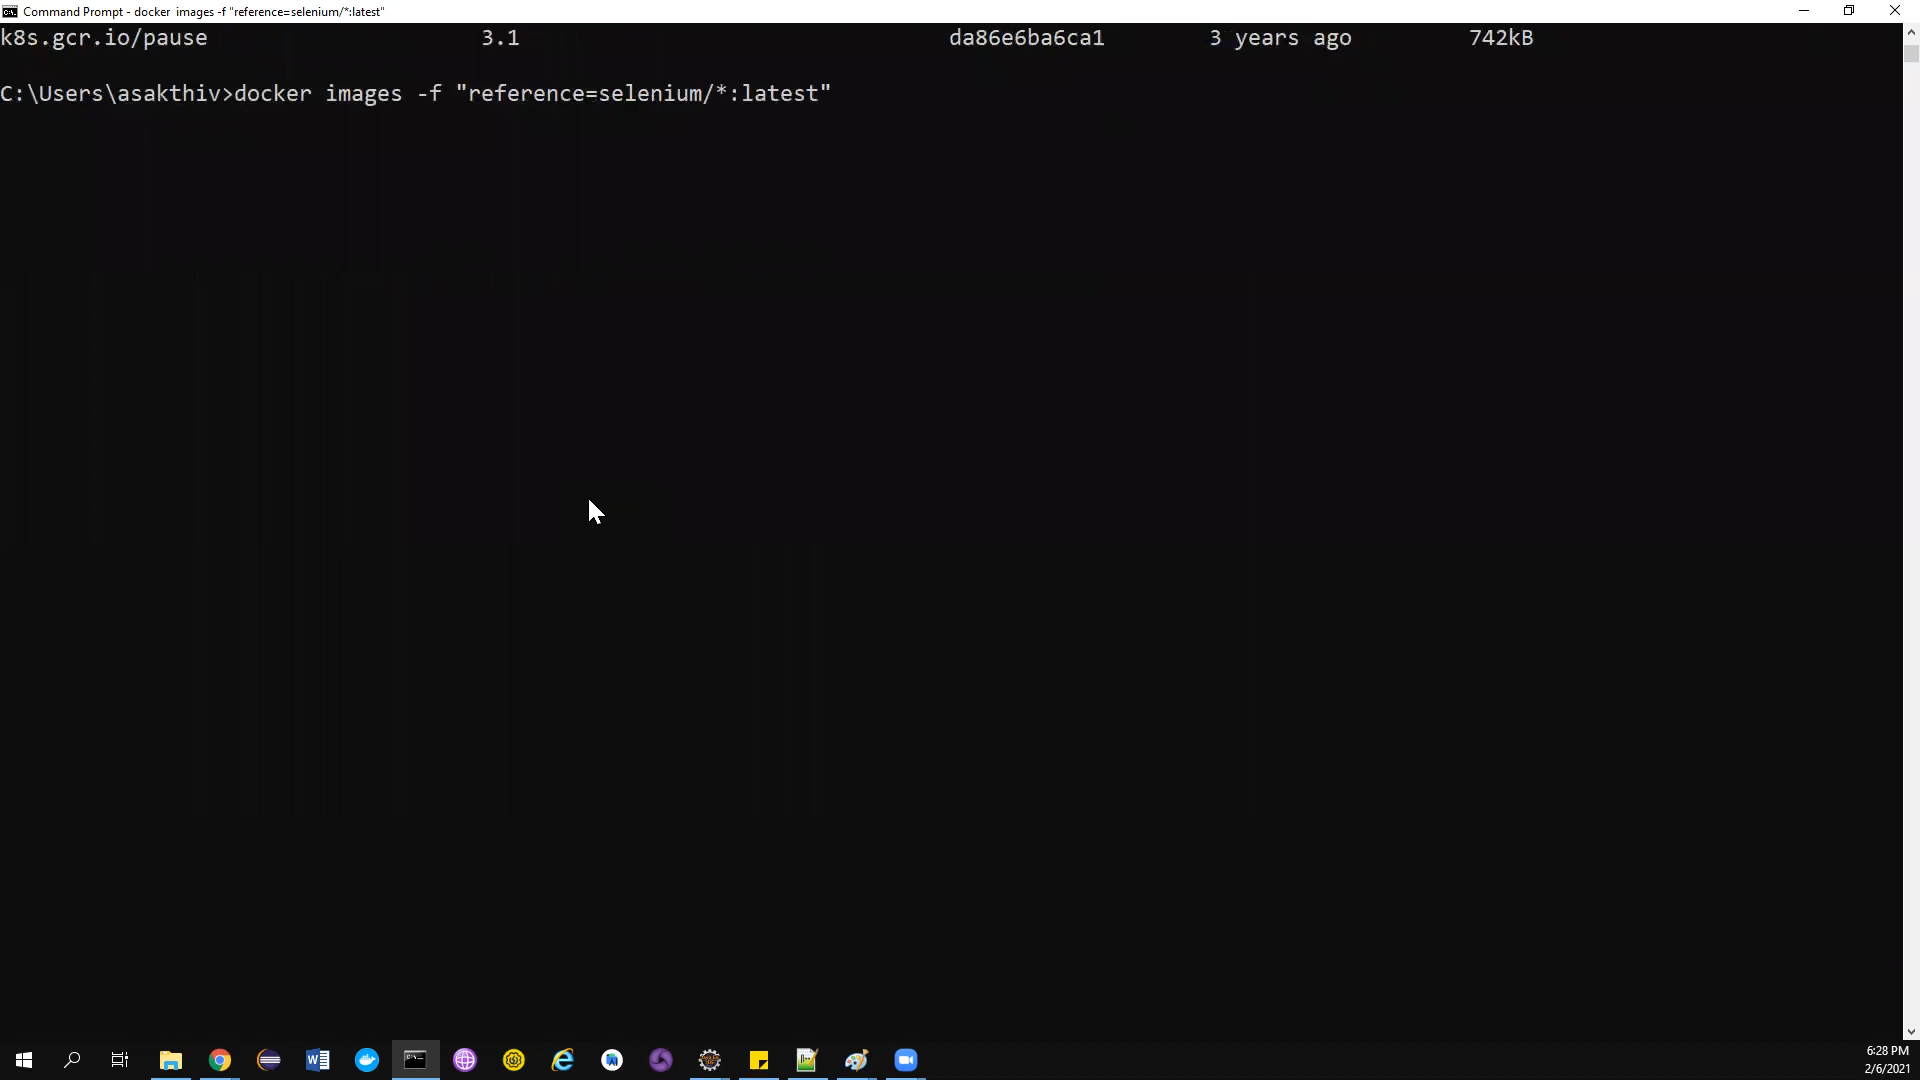 Command Prompt - docker  images -f "reference=selenium/*:latest"
k8s.gcr.io/pause 3.1 da86e6ba6ca1 3 years ago 742kB
C:\Users\asakthiv>docker images -f "reference=selenium/*:latest"
6:28 PM
2/6/2021